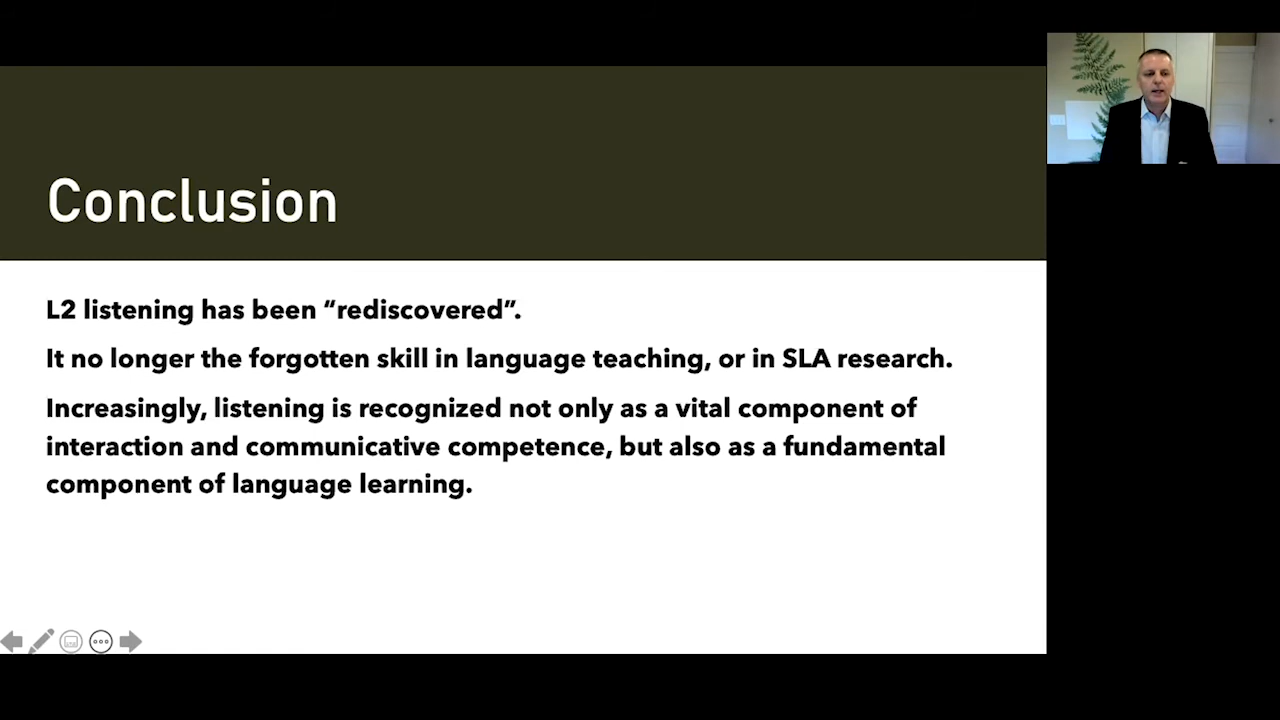 Conclusion
L2 listening has been “rediscovered”.
It no longer the forgotten skill in language teaching, or in SLA research.
Increasingly, listening is recognized not only as a vital component of
interaction and communicative competence, but also as a fundamental
component of language learning.